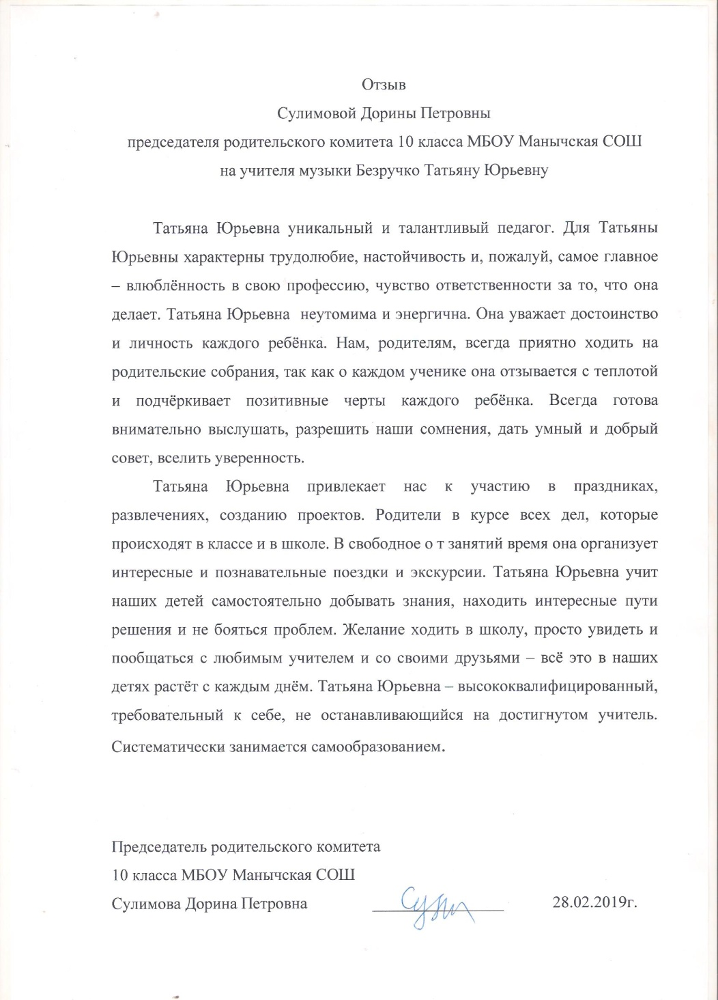 Отзыв
Сулимовой Дорины Петровны
председателя родительского комитета 10 класса МБОУ Манычская СОШ
на учителя музыки Безручко Татьяну Юрьевну
Татьяна Юрьевна уникальный и талантливый педагог. Для Татьяны
Юрьевны характерны трудолюбие, настойчивость и, пожалуй, самое главное
– влюблённость в свою профессию, чувство ответственности за то, что она
делает. Татьяна Юрьевна  неутомима и энергична. Она уважает достоинство
и личность каждого ребёнка. Нам, родителям, всегда приятно ходить на
родительские собрания, так как о каждом ученике она отзывается с теплотой
и подчёркивает позитивные черты каждого ребёнка. Всегда готова
внимательно выслушать, разрешить наши сомнения, дать умный и добрый
совет, вселить уверенность.
Татьяна Юрьевна привлекает нас к участию в праздниках,
развлечениях, созданию проектов. Родители в курсе всех дел, которые
происходят в классе и в школе. В свободное о т занятий время она организует
интересные и познавательные поездки и экскурсии. Татьяна Юрьевна учит
наших детей самостоятельно добывать знания, находить интересные пути
решения и не бояться проблем. Желание ходить в школу, просто увидеть и
пообщаться с любимым учителем и со своими друзьями – всё это в наших
детях растёт с каждым днём. Татьяна Юрьевна – высококвалифицированный,
требовательный к себе, не останавливающийся на достигнутом учитель.
Систематически занимается самообразованием.
Председатель родительского комитета
10 класса МБОУ Манычская СОШ
Сулимова Дорина Петровна 28.02.2019г.